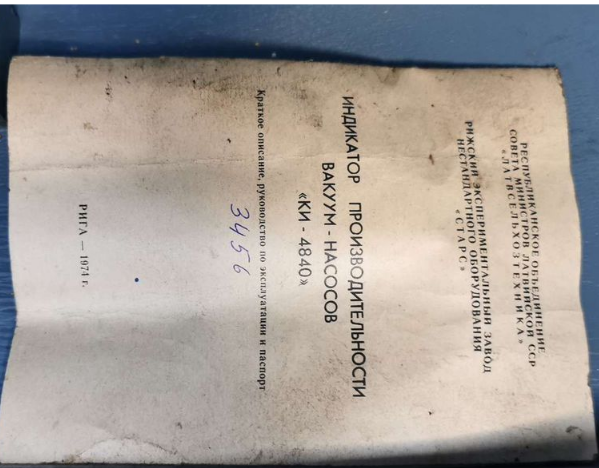 РЕСПУБЛИКАНСКОЕ ОБЪЕДИНЕНИЕ
СОВЕТА МИНИСТРОВ ЛАТВИЙСКОЙ ССР
«ЛАТВСЕЛЬХОЗТЕХНИКА»
РИЖСКИЙ ЭКСПЕРИМЕНТАЛЬНЫЙ ЗАВОД
НЕСТАНДАРТНОГО ОБОРУДОВАНИЯ
«СТАРС»
ИНДИКАТОР ПРОИЗВОДИТЕЛЬНОСТИ
ВАКУУМ - НАСОСОВ
«КИ - 4840»
Краткое описание, руководство по эксплуатации и паспорт
3456
РИГА — 1971 г.